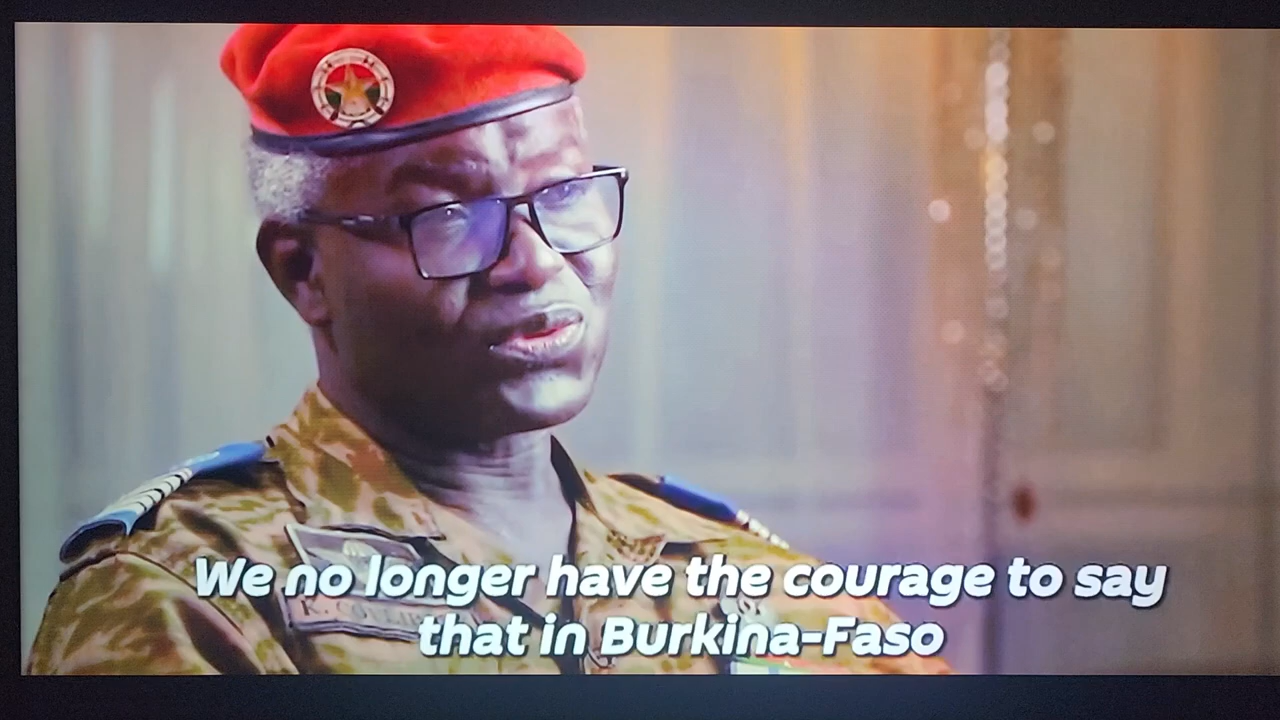 We no longer have the courage to say
that in Burkina-Faso